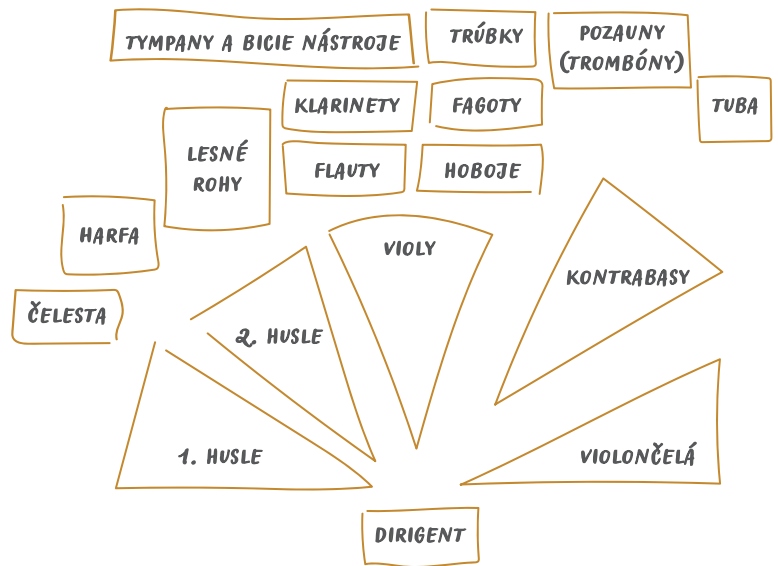 TYMPANY A BICIE NÁSTROJE
TRÚBKY
POZAUNY
(TROMBÓNY)
TUBA
KLARINETY
FAGOTY
LESNÉ
ROHY
FLAUTY
HOBOJE
HARFA
VIOLY
KONTRABASY
ČELESTA
2. HUSLE
1. HUSLE
VIOLONČELÁ
DIRIGENT